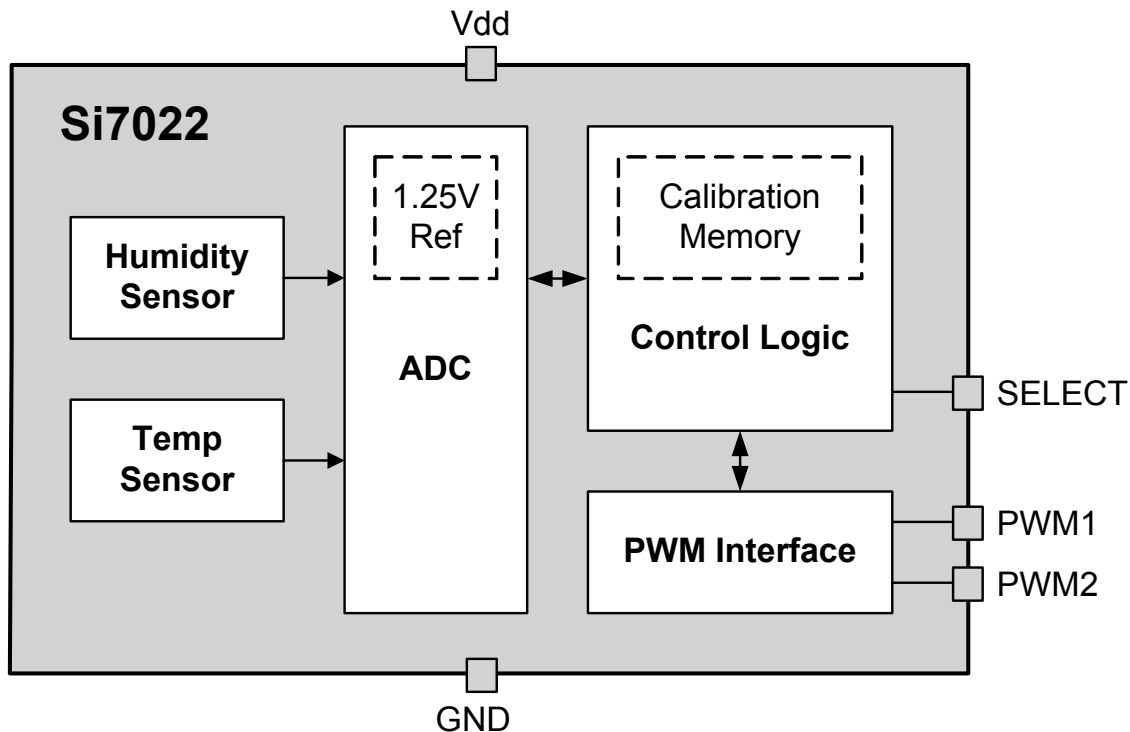 Vdd
Si7022
Humidity
Sensor
Temp
Sensor
1.25V
Ref
ADC
Calibration
Memory
Control Logic
PWM Interface
SELECT
PWM1
PWM2
GND